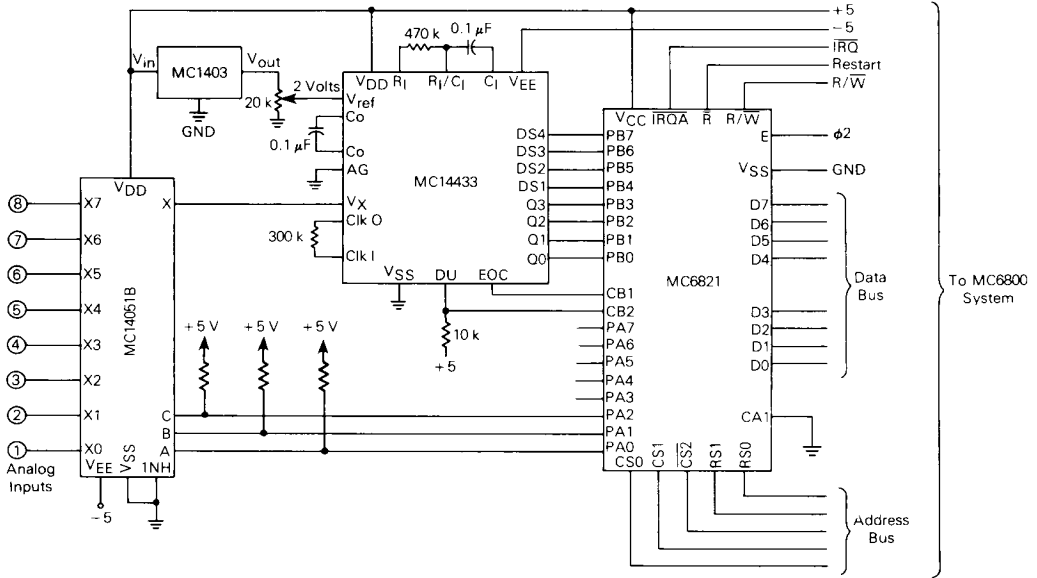 +5
−5
IRQ
Restart
R/W
Vin
MC1403
Vout
GND
20 k
2 Volts
470 k
0.1 µF
VDD
RI
RI/CI
CI
VEE
Vref
Co
0.1 µF
Co
AG
VX
Clk O
300 k
Clk I
MC14433
DS4
DS3
DS2
DS1
Q3
Q2
Q1
Q0
VSS
DU
EOC
10 k
+5
VCC
IRQA
R
R/W
E
φ2
VSS
GND
PB7
PB6
PB5
PB4
PB3
PB2
PB1
PB0
MC6821
CB1
CB2
PA7
PA6
PA5
PA4
PA3
PA2
PA1
PA0
D7
D6
D5
D4
D3
D2
D1
D0
Data
Bus
To MC6800
System
CA1
CS0
CS1
CS2
RS1
RS0
Address
Bus
VDD
8 X7
7 X6
6 X5
5 X4
4 X3
3 X2
2 X1
1 X0
Analog
Inputs
MC14051B
X
C
B
A
VEE
VSS
1NH
−5
+5 V
+5 V
+5 V